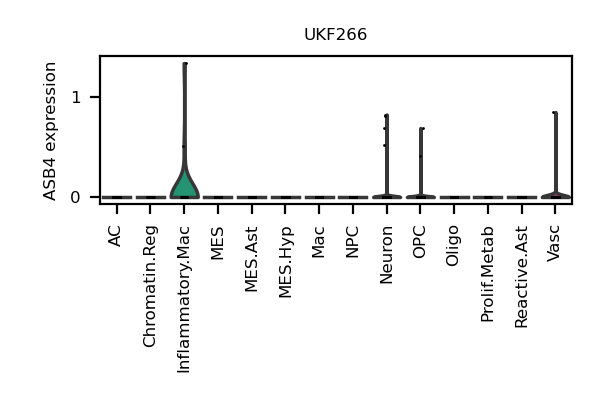 UKF266
ASB4 expression
1
0
AC
Chromatin.Reg
Inflammatory.Mac
MES
MES.Ast
MES.Hyp
Mac
NPC
Neuron
OPC
Oligo
Prolif.Metab
Reactive.Ast
Vasc